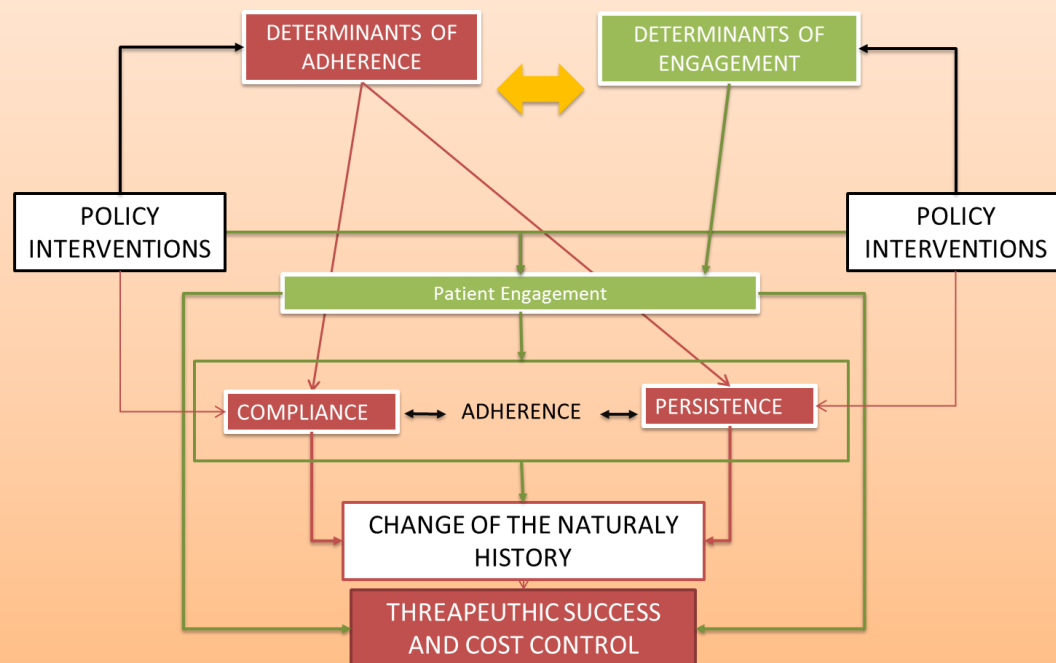 DETERMINANTS OF
ADHERENCE
DETERMINANTS OF
ENGAGEMENT
POLICY
INTERVENTIONS
POLICY
INTERVENTIONS
Patient Engagement
COMPLIANCE
ADHERENCE
PERSISTENCE
CHANGE OF THE NATURALY
HISTORY
THREAPEUTHIC SUCCESS
AND COST CONTROL